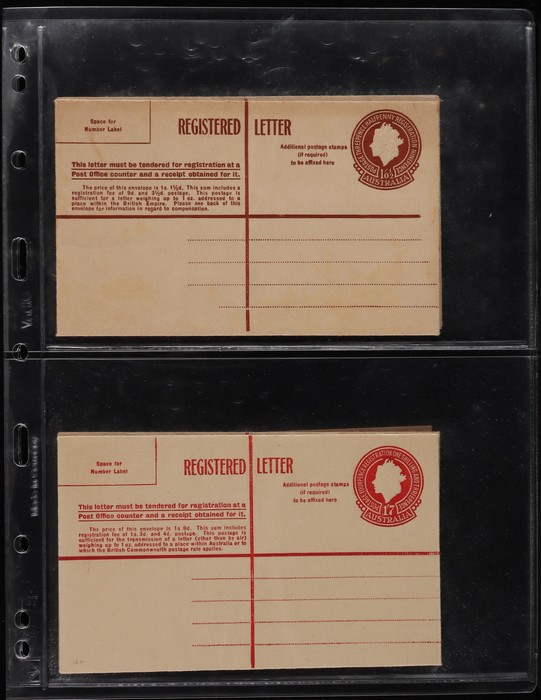 Space for
Number Label
REGISTERED LETTER
Additional postage stamps
(if required)
to be affixed here
This letter must be tendered for registration at a
Post Office counter and a receipt obtained for it.
The price of this envelope is 1s. 1½d. This sum includes a
registration fee of 9d. and 3½d. postage. This postage is
sufficient for a letter weighing up to 1 oz. addressed to a
place within the British Empire. Please see back of this
envelope for information in regard to compensation.
AUSTRALIA
Space for
Number Label
REGISTERED LETTER
Additional postage stamps
(if required)
to be affixed here
This letter must be tendered for registration at a
Post Office counter and a receipt obtained for it.
The price of this envelope is 1s 8d. This sum includes
registration fee of 1s. 3d. and 4d. postage. This postage is
sufficient for the transmission of a letter (other than by air)
weighing up to 1 oz. addressed to a place within Australia or to
which the British Commonwealth postage rate applies.
1'7
AUSTRALIA